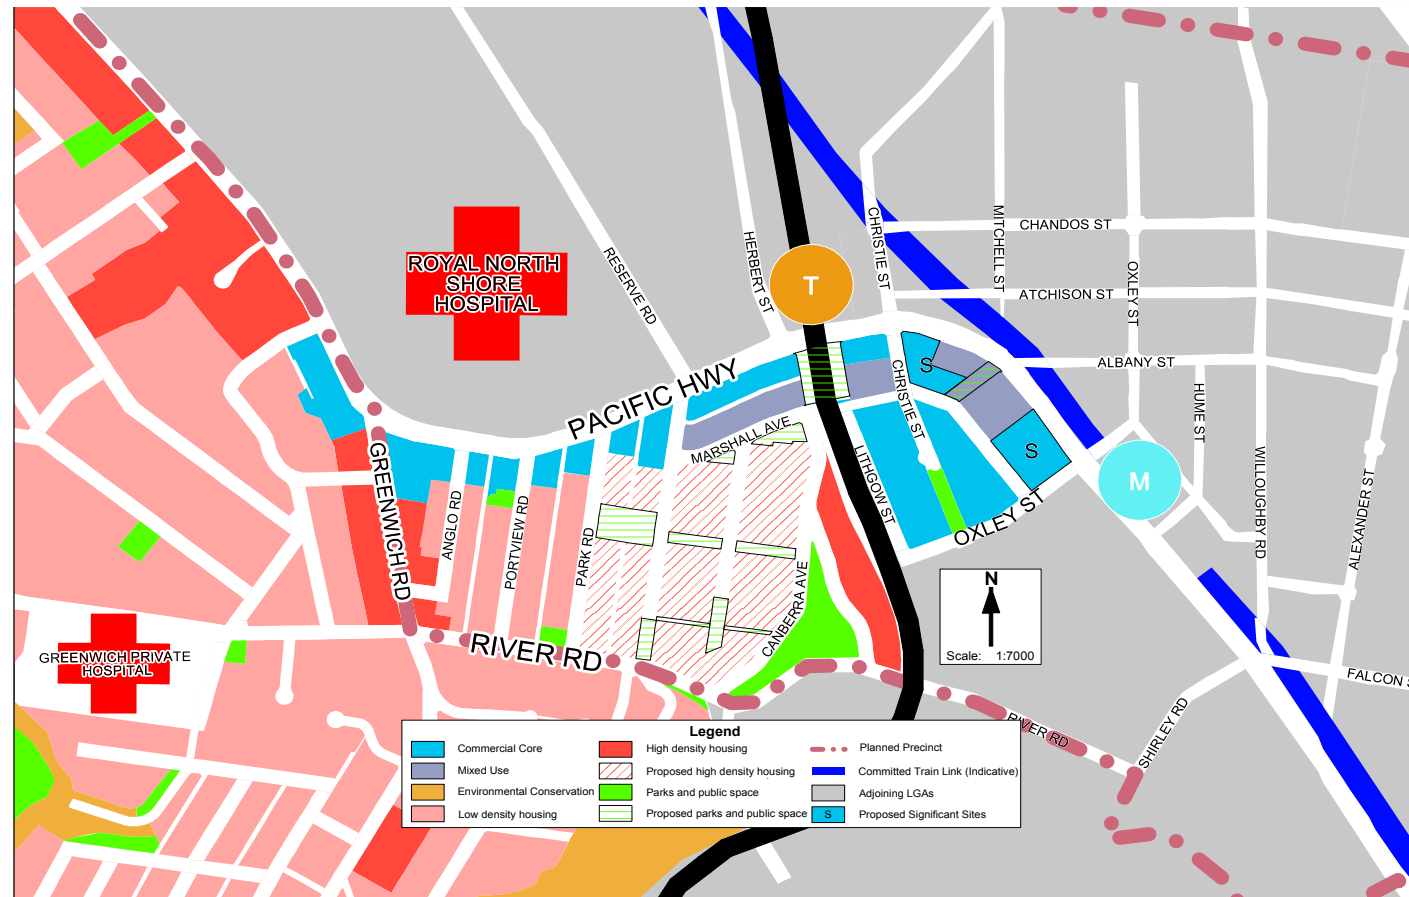 ROYAL NORTH
SHORE
HOSPITAL
RESERVE RD
HERBERT ST
T
CHRISTIE ST
MITCHELL ST
CHANDOS ST
OXLEY ST
ATCHISON ST
ALBANY ST
HUME ST
WILLOUGHBY RD
ALEXANDER ST
PACIFIC HWY
MARSHALL AVE
CHRISTIE ST
S
S
M
LITHGOW ST
OXLEY ST
GREENWICH RD
ANGLO RD
PORTVIEW RD
PARK RD
CANBERRA AVE
RIVER RD
GREENWICH PRIVATE
HOSPITAL
N
Scale: 1:7000
FALCON S
SHIRLEY RD
RIVER RD
Legend
Commercial Core
Mixed Use
Environmental Conservation
Low density housing
High density housing
Proposed high density housing
Parks and public space
Proposed parks and public space
Planned Precinct
Committed Train Link (Indicative)
Adjoining LGAs
S
Proposed Significant Sites